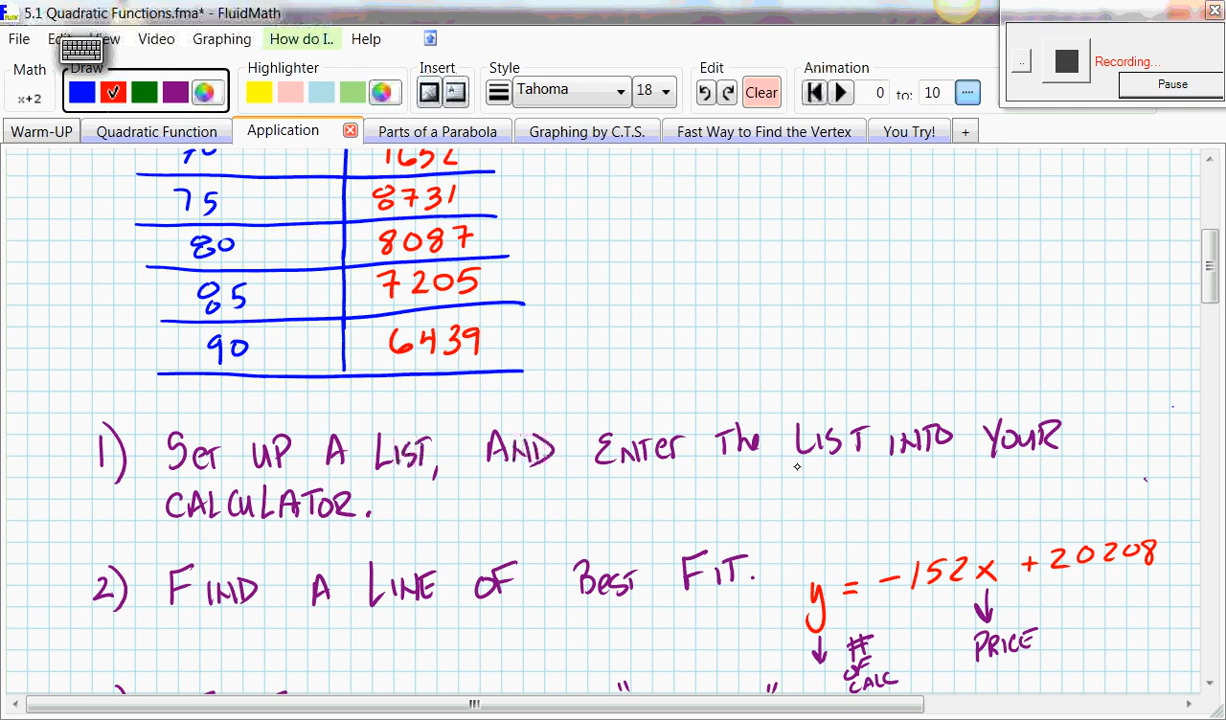 5.1 Quadratic Functions.fma* - FluidMath
File Edit View Video Graphing How do I.. Help
Recording...
Pause
Math
x+2
Draw
Highlighter
Insert
Style
Tahoma
18
Edit
Clear
Animation
0 to: 10
Warm-UP Quadratic Function Application Parts of a Parabola Graphing by C.T.S. Fast Way to Find the Vertex You Try! +
75 8731
80 8087
85 7205
90 6439
1) Set UP A LIST, AND Enter The LIST INTO YOUR
CALCULATOR.
2) FIND A LINE OF Best FIT.
y = -152x + 20208
# OF CALC
PRICE